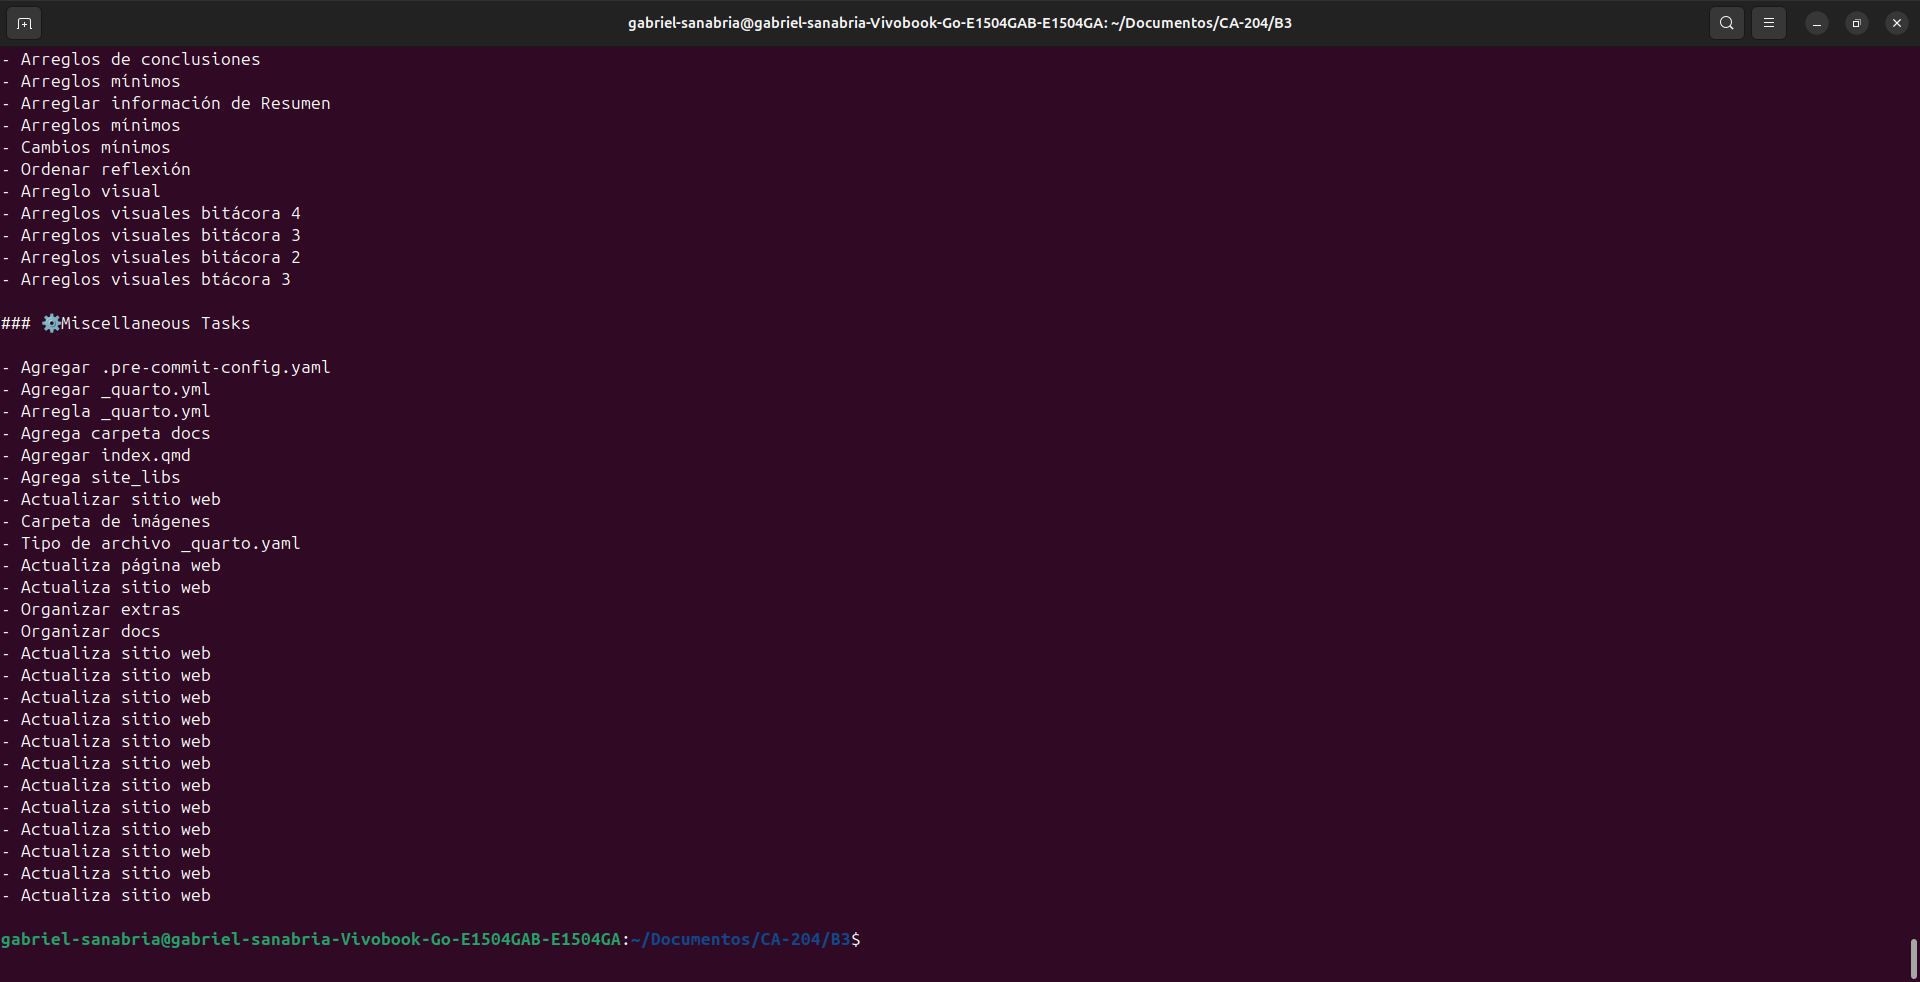 gabriel-sanabria@gabriel-sanabria-Vivobook-Go-E1504GAB-E1504GA: ~/Documentos/CA-204/B3
- Arreglos de conclusiones
- Arreglos mínimos
- Arreglar información de Resumen
- Arreglos mínimos
- Cambios mínimos
- Ordenar reflexión
- Arreglo visual
- Arreglos visuales bitácora 4
- Arreglos visuales bitácora 3
- Arreglos visuales bitácora 2
- Arreglos visuales btácora 3
### ⚙️Miscellaneous Tasks
- Agregar .pre-commit-config.yaml
- Agregar _quarto.yml
- Arregla _quarto.yml
- Agrega carpeta docs
- Agregar index.qmd
- Agrega site_libs
- Actualizar sitio web
- Carpeta de imágenes
- Tipo de archivo _quarto.yaml
- Actualiza página web
- Actualiza sitio web
- Organizar extras
- Organizar docs
- Actualiza sitio web
- Actualiza sitio web
- Actualiza sitio web
- Actualiza sitio web
- Actualiza sitio web
- Actualiza sitio web
- Actualiza sitio web
- Actualiza sitio web
- Actualiza sitio web
- Actualiza sitio web
- Actualiza sitio web
- Actualiza sitio web
gabriel-sanabria@gabriel-sanabria-Vivobook-Go-E1504GAB-E1504GA:~/Documentos/CA-204/B3$